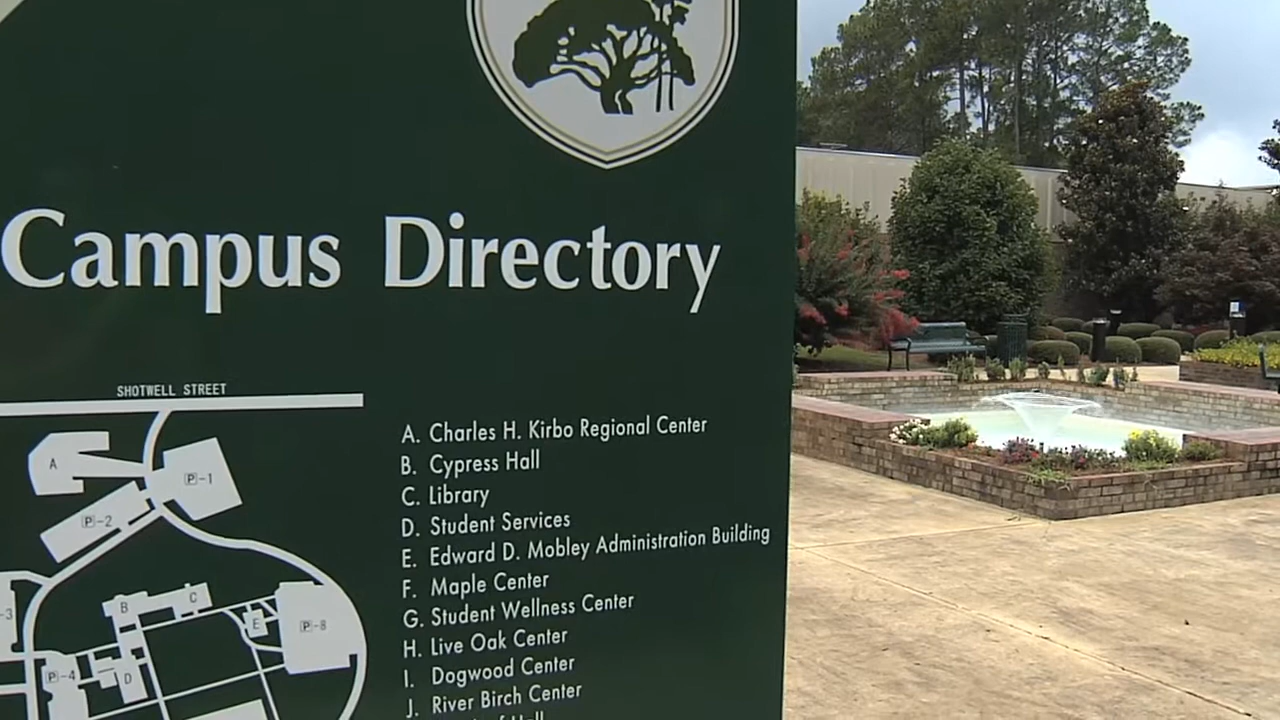 Campus Directory
SHOTWELL STREET
A. Charles H. Kirbo Regional Center
B. Cypress Hall
C. Library
D. Student Services
E. Edward D. Mobley Administration Building
F. Maple Center
G. Student Wellness Center
H. Live Oak Center
I. Dogwood Center
J. River Birch Center
A
P-1
P-2
-3
B
C
E
P-8
P-4
D